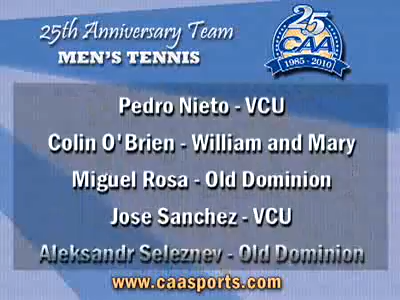 25th Anniversary Team
MEN'S TENNIS
25
CAA
1985 - 2010
Pedro Nieto - VCU
Colin O'Brien - William and Mary
Miguel Rosa - Old Dominion
Jose Sanchez - VCU
Aleksandr Seleznev - Old Dominion
www.caasports.com